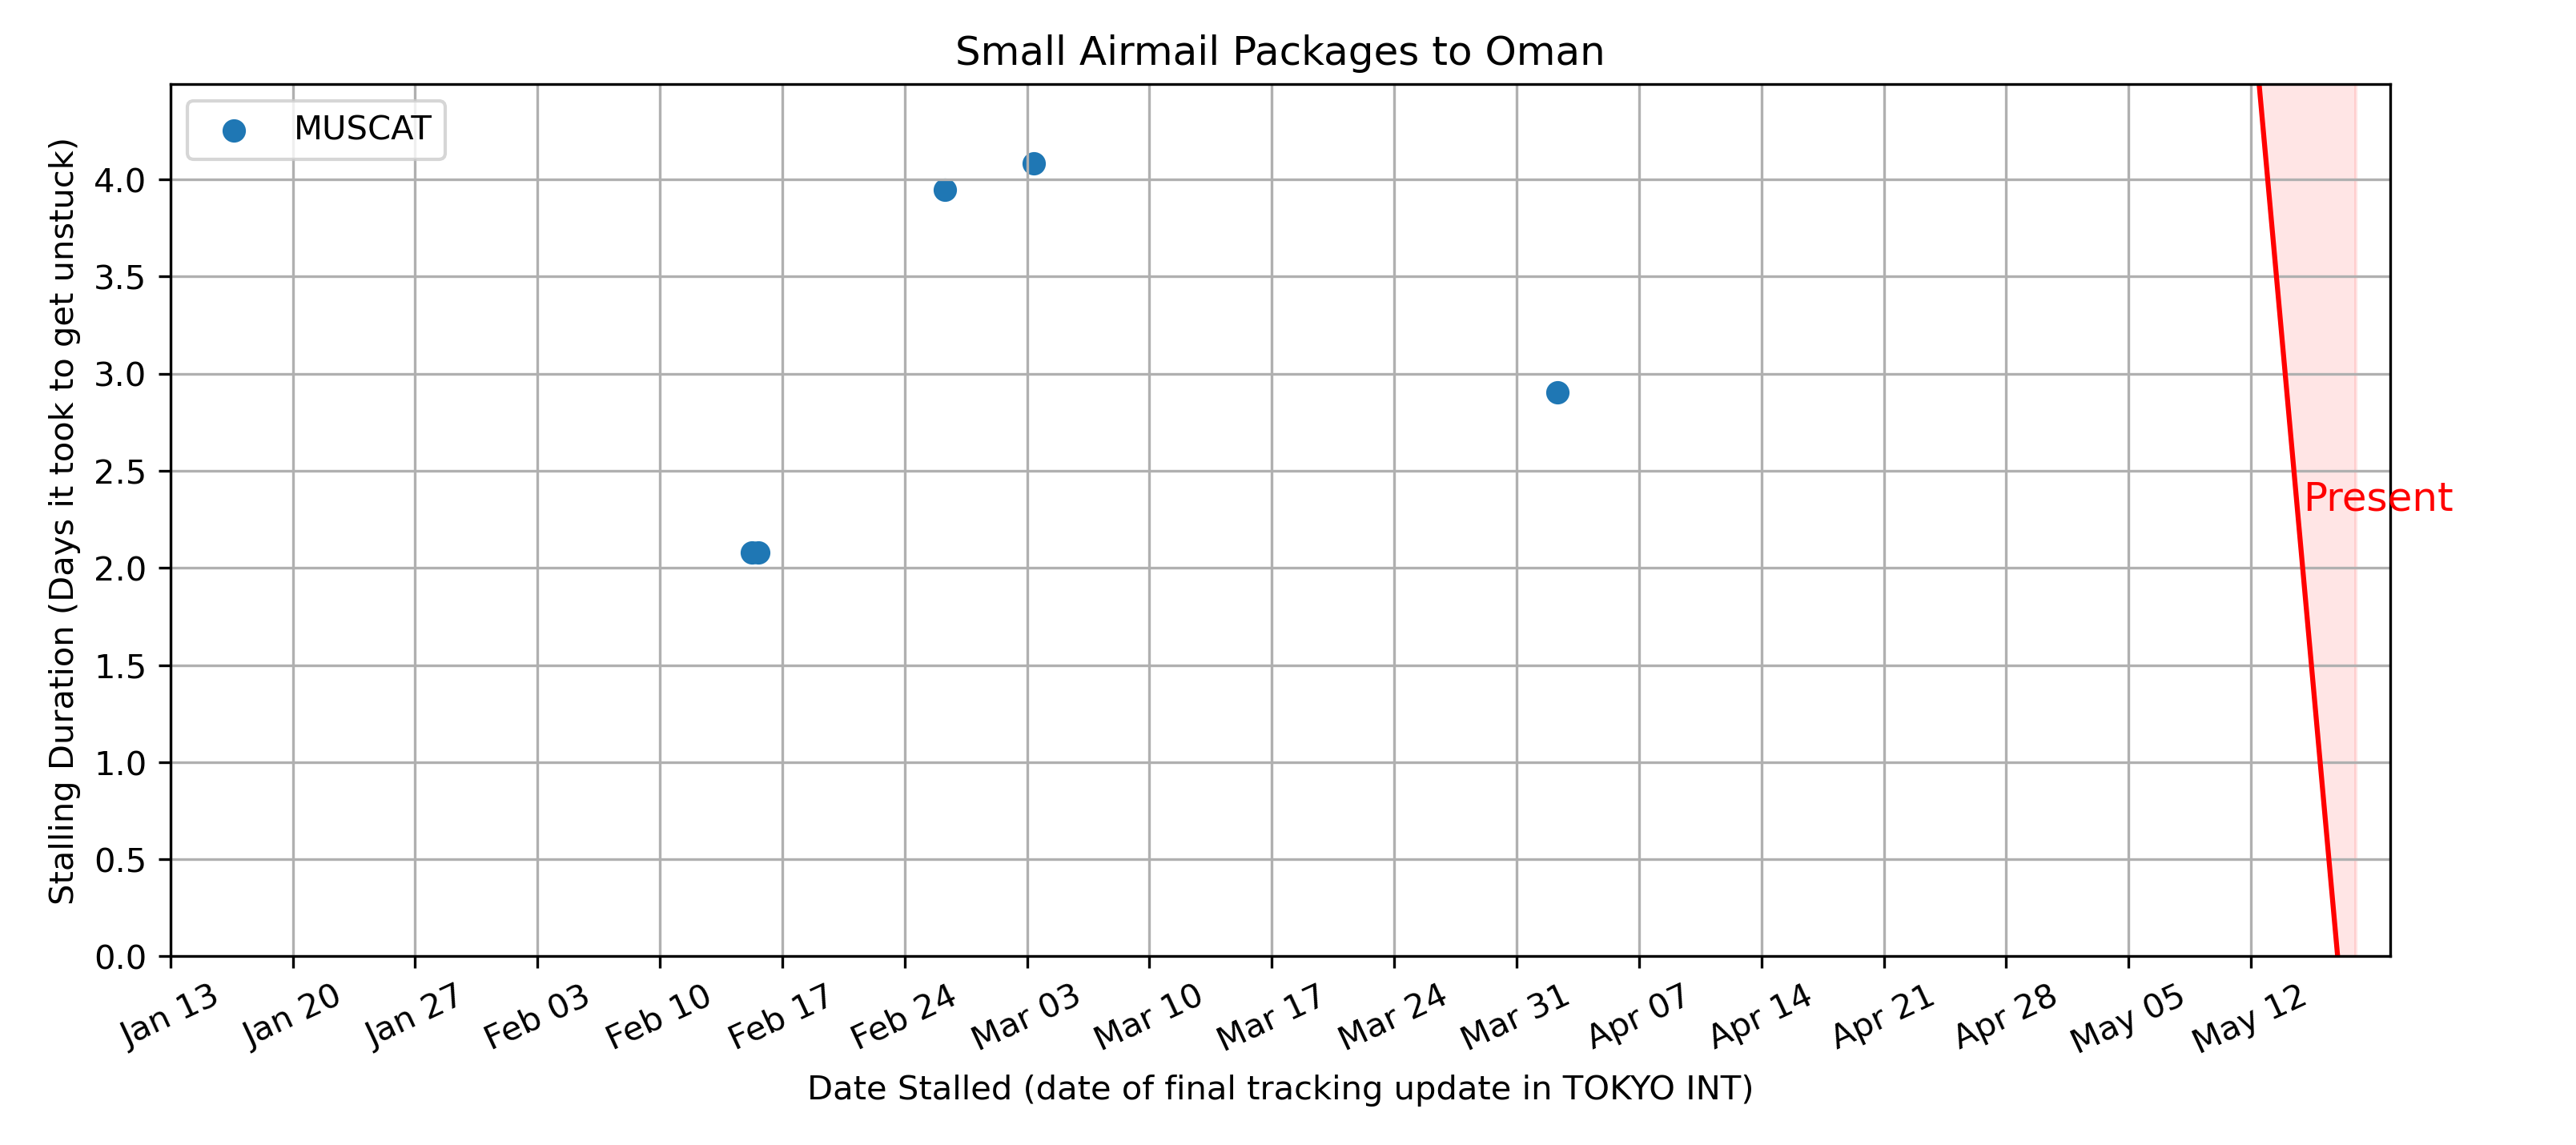 Small Airmail Packages to Oman
MUSCAT
Stalling Duration (Days it took to get unstuck)
4.0
3.5
3.0
2.5
2.0
1.5
1.0
0.5
0.0
Present
Jan 13 Jan 20 Jan 27 Feb 03 Feb 10 Feb 17 Feb 24 Mar 03 Mar 10 Mar 17 Mar 24 Mar 31 Apr 07 Apr 14 Apr 21 Apr 28 May 05 May 12
Date Stalled (date of final tracking update in TOKYO INT)